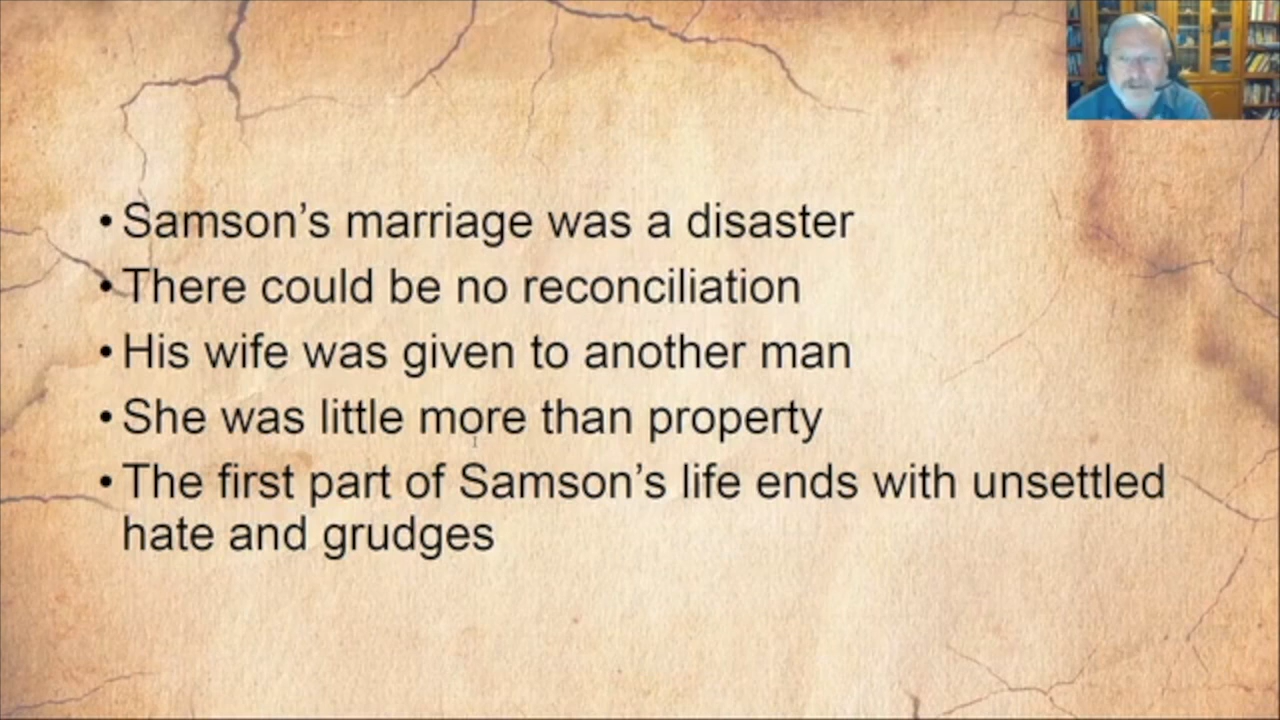 • Samson’s marriage was a disaster
• There could be no reconciliation
• His wife was given to another man
• She was little more than property
• The first part of Samson’s life ends with unsettled
hate and grudges